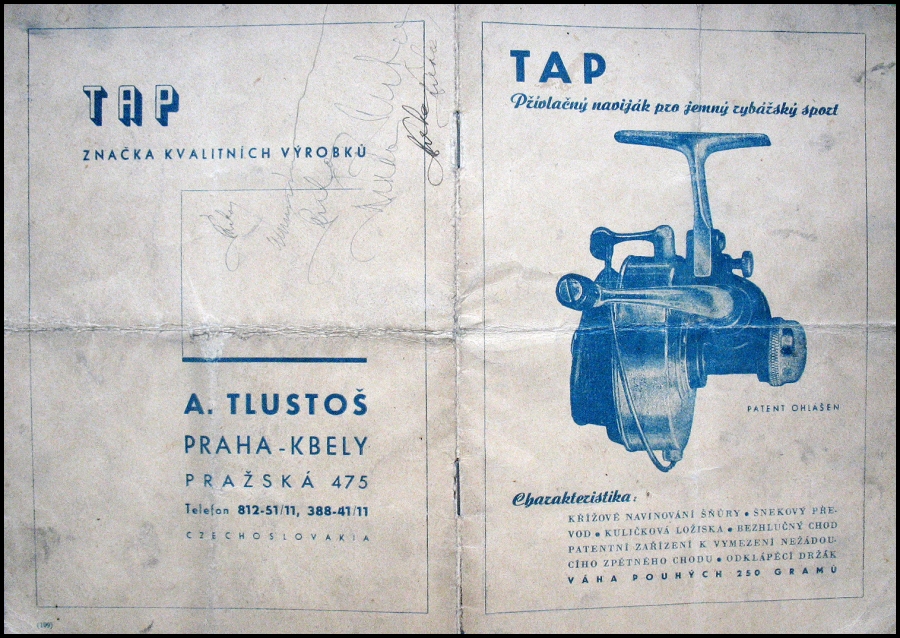 TAP
ZNAČKA KVALITNÍCH VÝROBKŮ
A. TLUSTOŠ
PRAHA - KBELY
PRAŽSKÁ 475
Telefon 812-51/11, 388-41/11
CZECHOSLOVAKIA
(199)
TAP
Přívlačný naviják pro jemný rybářský sport
PATENT OHLÁŠEN
Charakteristika:
KŘÍŽOVÉ NAVINOVÁNÍ ŠŇŮRY • ŠNEKOVÝ PŘE-
VOD • KULIČKOVÁ LOŽISKA • BEZHLUČNÝ CHOD
PATENTNÍ ZAŘÍZENÍ K VYMEZENÍ NEŽÁDOU-
CÍHO ZPĚTNÉHO CHODU • ODKLÁPĚCÍ DRŽÁK
VÁHA POUHÝCH 250 GRAMŮ